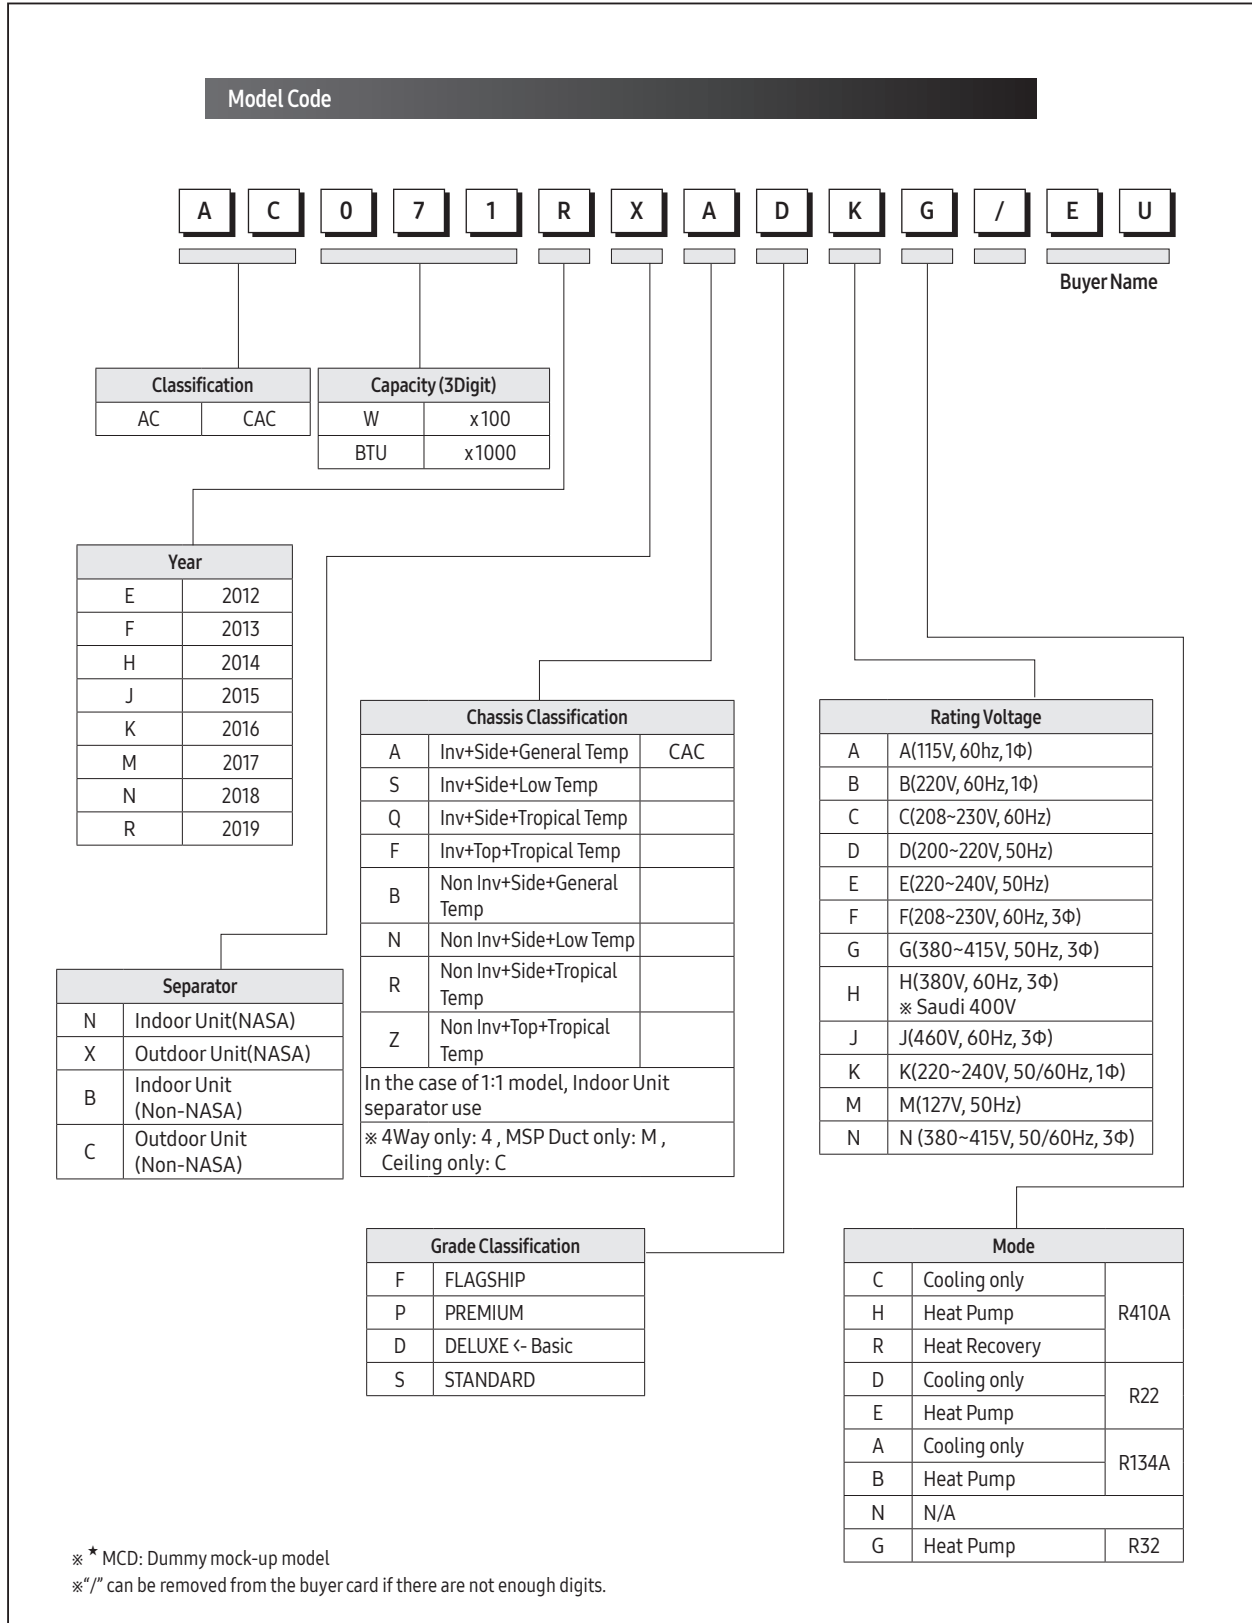 Model Code
A C 0 7 1 R X A D K G / E U
Buyer Name
Classification
AC CAC
Capacity (3Digit)
W x100
BTU x1000
Year
E 2012
F 2013
H 2014
J 2015
K 2016
M 2017
N 2018
R 2019
Separator
N Indoor Unit(NASA)
X Outdoor Unit(NASA)
B Indoor Unit
(Non-NASA)
C Outdoor Unit
(Non-NASA)
Chassis Classification
A Inv+Side+General Temp CAC
S Inv+Side+Low Temp
Q Inv+Side+Tropical Temp
F Inv+Top+Tropical Temp
B Non Inv+Side+General
Temp
N Non Inv+Side+Low Temp
R Non Inv+Side+Tropical
Temp
Z Non Inv+Top+Tropical
Temp
In the case of 1:1 model, Indoor Unit
separator use
※ 4Way only: 4 , MSP Duct only: M ,
Ceiling only: C
Rating Voltage
A A(115V, 60hz, 1Φ)
B B(220V, 60Hz, 1Φ)
C C(208~230V, 60Hz)
D D(200~220V, 50Hz)
E E(220~240V, 50Hz)
F F(208~230V, 60Hz, 3Φ)
G G(380~415V, 50Hz, 3Φ)
H H(380V, 60Hz, 3Φ)
※ Saudi 400V
J J(460V, 60Hz, 3Φ)
K K(220~240V, 50/60Hz, 1Φ)
M M(127V, 50Hz)
N N (380~415V, 50/60Hz, 3Φ)
Grade Classification
F FLAGSHIP
P PREMIUM
D DELUXE <- Basic
S STANDARD
Mode
C Cooling only R410A
H Heat Pump
R Heat Recovery
D Cooling only R22
E Heat Pump
A Cooling only R134A
B Heat Pump
N N/A
G Heat Pump R32
※ ★ MCD: Dummy mock-up model
※"/" can be removed from the buyer card if there are not enough digits.